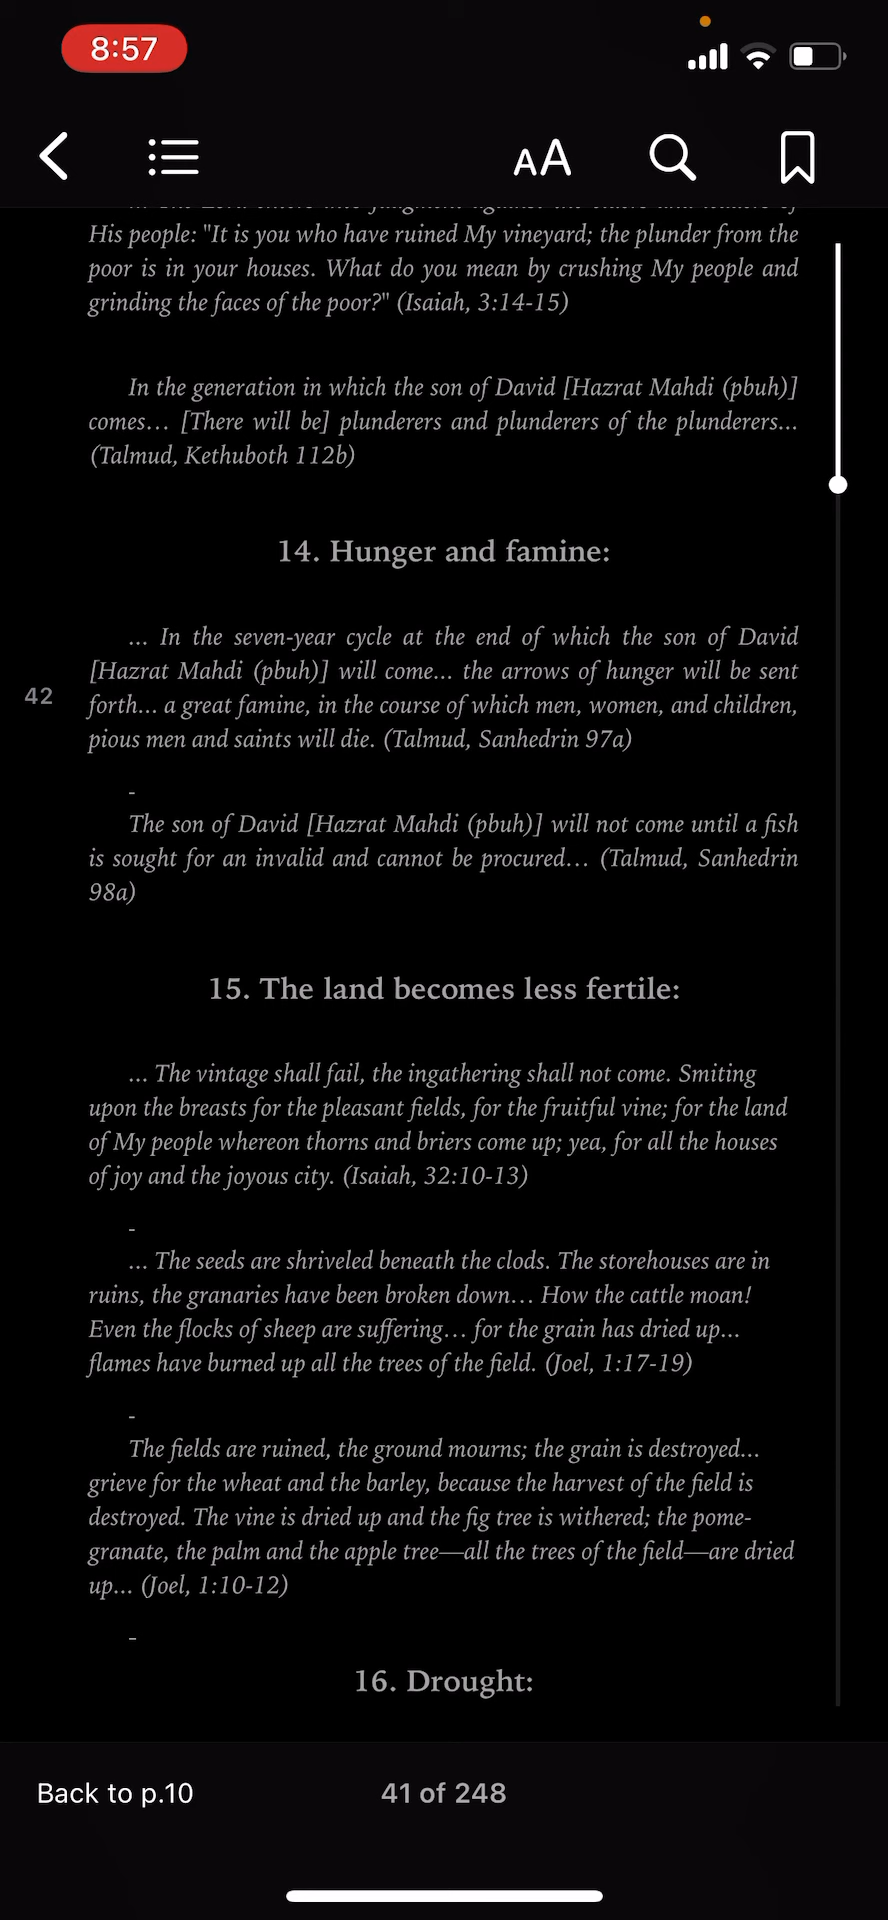 8:57
AA
His people: "It is you who have ruined My vineyard; the plunder from the
poor is in your houses. What do you mean by crushing My people and
grinding the faces of the poor?" (Isaiah, 3:14-15)
In the generation in which the son of David [Hazrat Mahdi (pbuh)]
comes... [There will be] plunderers and plunderers of the plunderers...
(Talmud, Kethuboth 112b)
14. Hunger and famine:
... In the seven-year cycle at the end of which the son of David
[Hazrat Mahdi (pbuh)] will come... the arrows of hunger will be sent
42
forth... a great famine, in the course of which men, women, and children,
pious men and saints will die. (Talmud, Sanhedrin 97a)
-
The son of David [Hazrat Mahdi (pbuh)] will not come until a fish
is sought for an invalid and cannot be procured... (Talmud, Sanhedrin
98a)
15. The land becomes less fertile:
... The vintage shall fail, the ingathering shall not come. Smiting
upon the breasts for the pleasant fields, for the fruitful vine; for the land
of My people whereon thorns and briers come up; yea, for all the houses
of joy and the joyous city. (Isaiah, 32:10-13)
-
... The seeds are shriveled beneath the clods. The storehouses are in
ruins, the granaries have been broken down... How the cattle moan!
Even the flocks of sheep are suffering... for the grain has dried up...
flames have burned up all the trees of the field. (Joel, 1:17-19)
-
The fields are ruined, the ground mourns; the grain is destroyed...
grieve for the wheat and the barley, because the harvest of the field is
destroyed. The vine is dried up and the fig tree is withered; the pome-
granate, the palm and the apple tree—all the trees of the field—are dried
up... (Joel, 1:10-12)
-
16. Drought:
Back to p.10
41 of 248